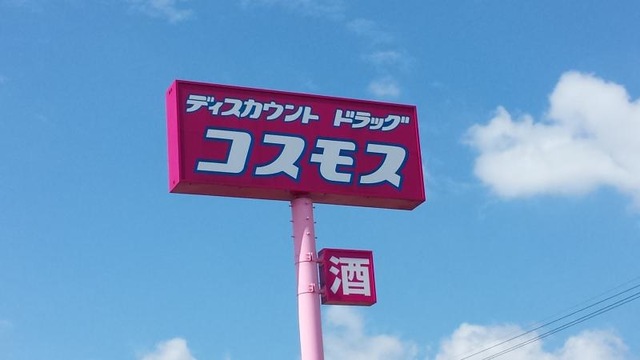 ディスカウント ドラッグ
コスモス
酒